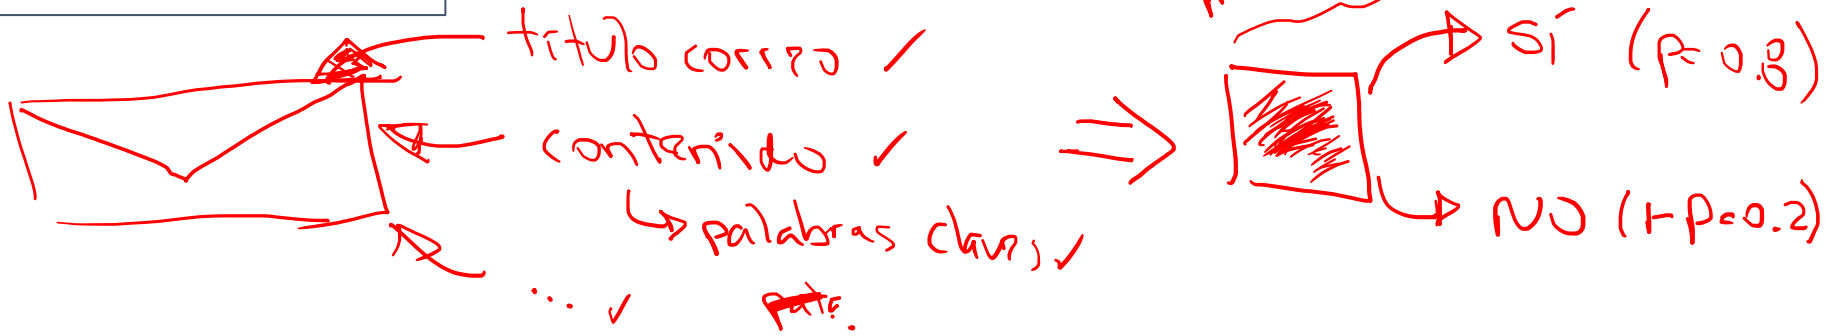 titulo correo ✓
SÍ (p=0.8)
contenido ✓
palabras clave, ✓
NO (1-p=0.2)
... ✓